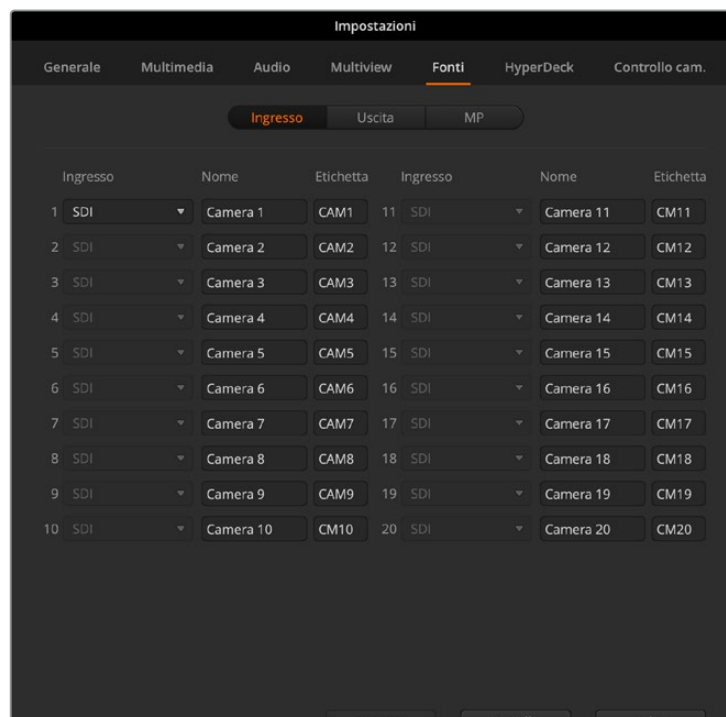 Impostazioni
Generale Multimedia Audio Multiview Fonti HyperDeck Controllo cam.
Ingresso Uscita MP
Ingresso Nome Etichetta Ingresso Nome Etichetta
1 SDI Camera 1 CAM1 11 SDI Camera 11 CM11
2 SDI Camera 2 CAM2 12 SDI Camera 12 CM12
3 SDI Camera 3 CAM3 13 SDI Camera 13 CM13
4 SDI Camera 4 CAM4 14 SDI Camera 14 CM14
5 SDI Camera 5 CAM5 15 SDI Camera 15 CM15
6 SDI Camera 6 CAM6 16 SDI Camera 16 CM16
7 SDI Camera 7 CAM7 17 SDI Camera 17 CM17
8 SDI Camera 8 CAM8 18 SDI Camera 18 CM18
9 SDI Camera 9 CAM9 19 SDI Camera 19 CM19
10 SDI Camera 10 CM10 20 SDI Camera 20 CM20